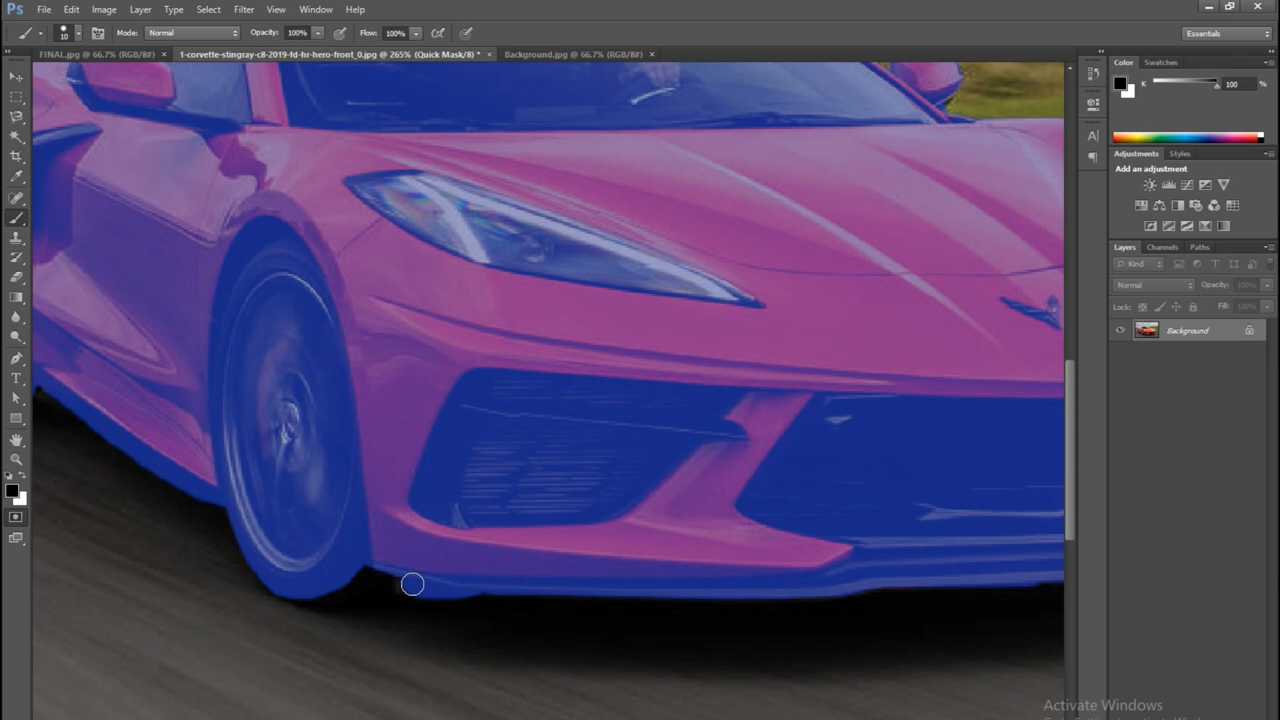 Ps File Edit Image Layer Type Select Filter View Window Help
10 Mode: Normal Opacity: 100% Flow: 100% Essentials
FINAL.jpg @ 66.7% (RGB/8#) × 1-corvette-stingray-c8-2019-fd-hr-hero-front_0.jpg @ 265% (Quick Mask/8) * × Background.jpg @ 66.7% (RGB/8#) ×
Color Swatches
K 100 %
Adjustments Styles
Add an adjustment
Layers Channels Paths
Kind
Normal Opacity: 100%
Lock: Fill: 100%
Background
Activate Windows